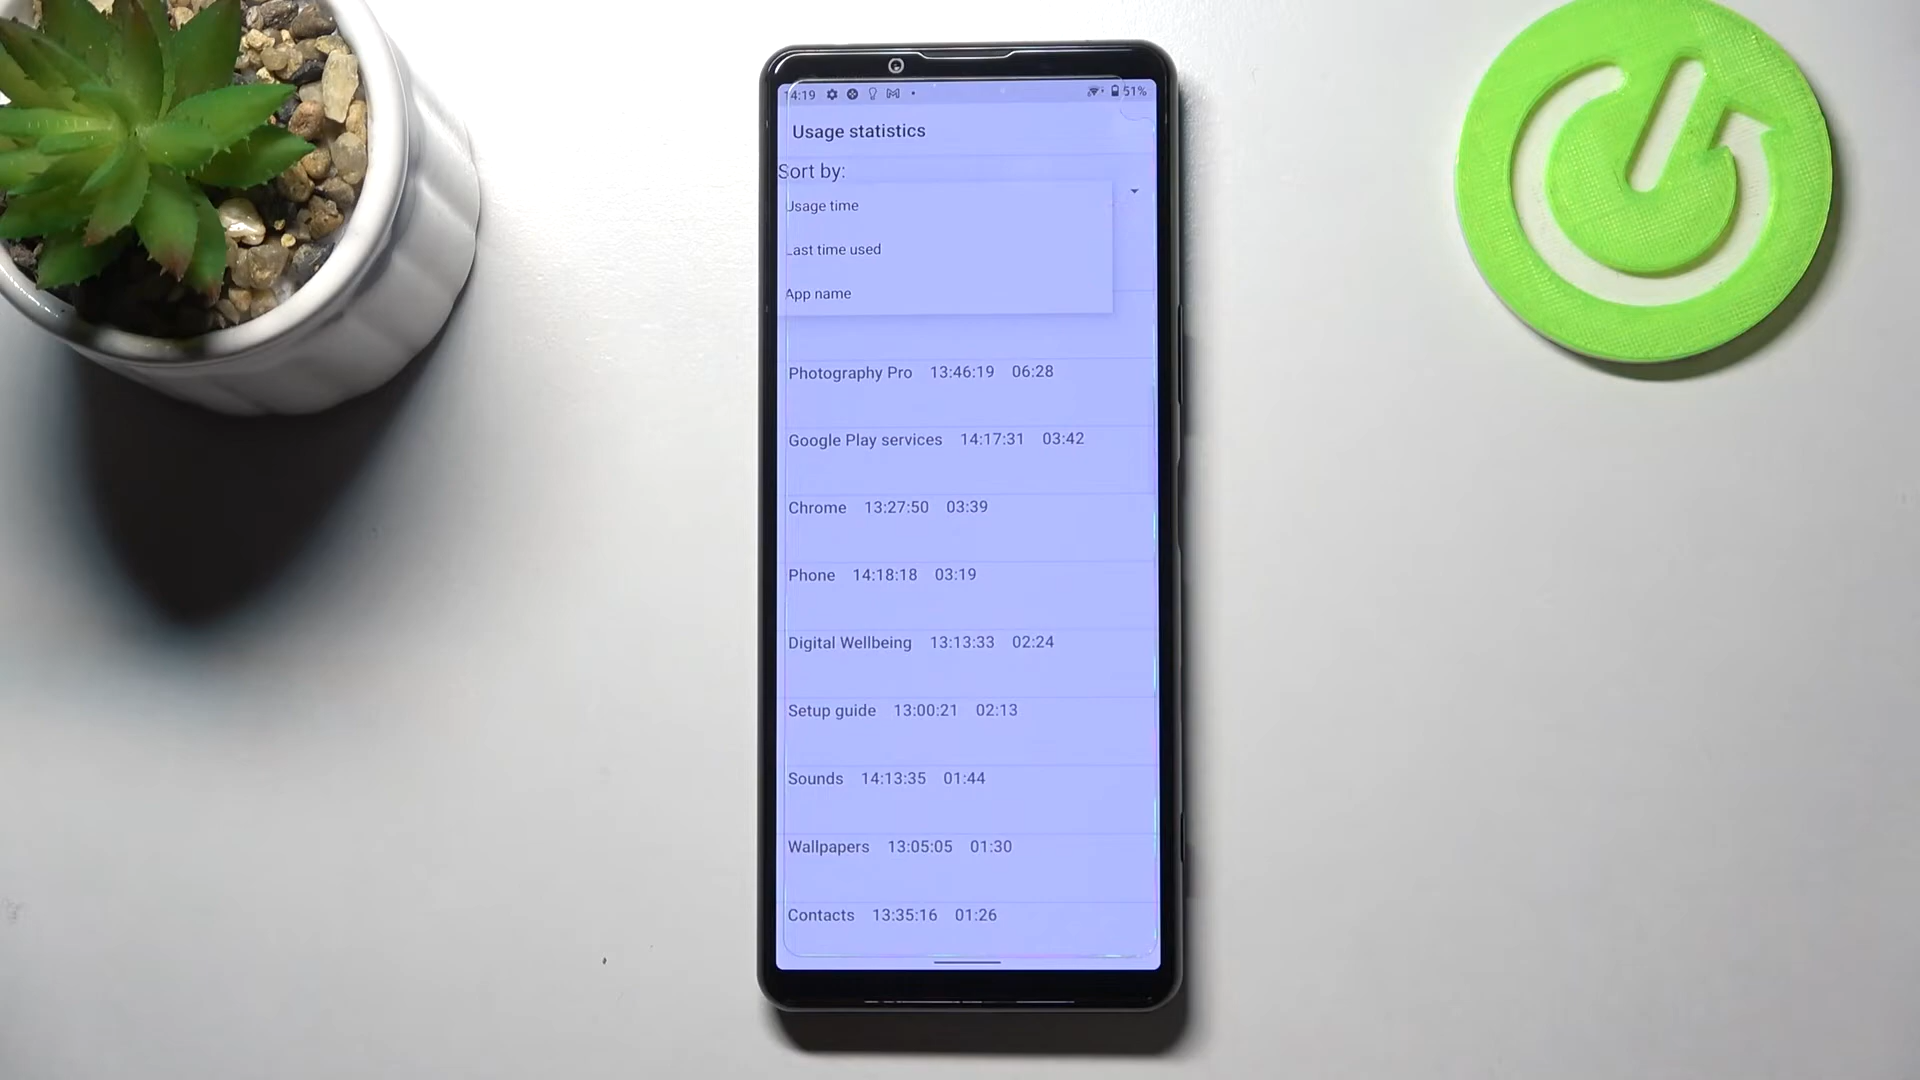 14:19 51%
Usage statistics
Sort by:
Usage time
Last time used
App name
Photography Pro 13:46:19 06:28
Google Play services 14:17:31 03:42
Chrome 13:27:50 03:39
Phone 14:18:18 03:19
Digital Wellbeing 13:13:33 02:24
Setup guide 13:00:21 02:13
Sounds 14:13:35 01:44
Wallpapers 13:05:05 01:30
Contacts 13:35:16 01:26